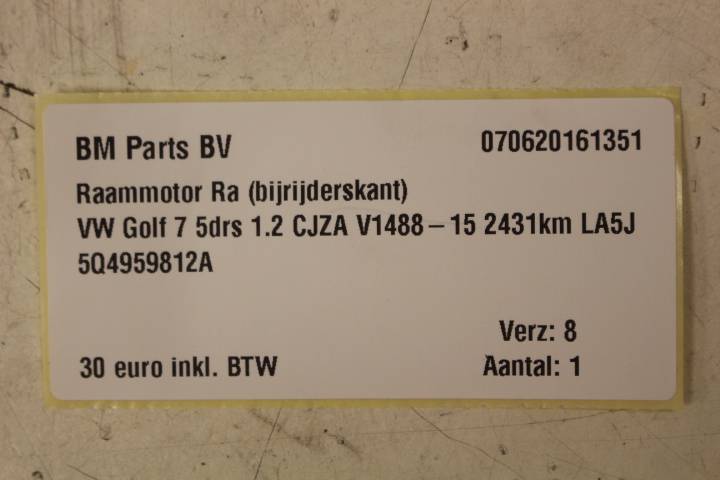 BM Parts BV 070620161351
Raammotor Ra (bijrijderskant)
VW Golf 7 5drs 1.2 CJZA V1488-15 2431km LA5J
5Q4959812A
Verz: 8
30 euro inkl. BTW Aantal: 1